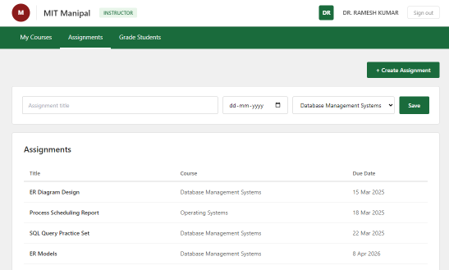 M MIT Manipal INSTRUCTOR DR DR. RAMESH KUMAR Sign out
My Courses Assignments Grade Students
+ Create Assignment
Assignment title dd-mm-yyyy Database Management Systems Save
Assignments
Title Course Due Date
ER Diagram Design Database Management Systems 15 Mar 2025
Process Scheduling Report Operating Systems 18 Mar 2025
SQL Query Practice Set Database Management Systems 22 Mar 2025
ER Models Database Management Systems 8 Apr 2026